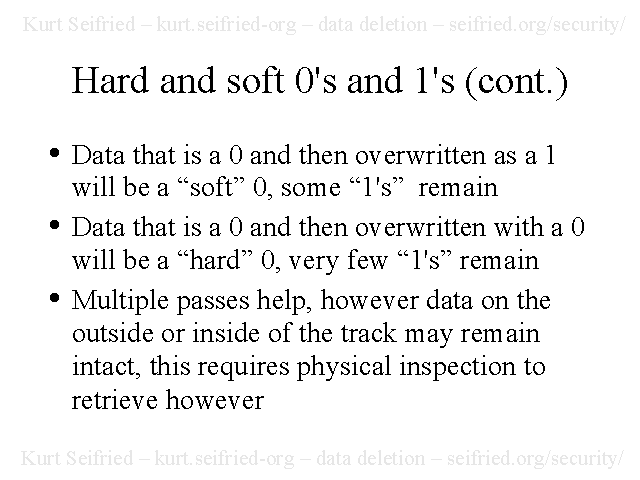 Kurt Seifried – kurt.seifried-org – data deletion – seifried.org/security/
Hard and soft 0's and 1's (cont.)
• Data that is a 0 and then overwritten as a 1
will be a “soft” 0, some “1's” remain
• Data that is a 0 and then overwritten with a 0
will be a “hard” 0, very few “1's” remain
• Multiple passes help, however data on the
outside or inside of the track may remain
intact, this requires physical inspection to
retrieve however
Kurt Seifried – kurt.seifried-org – data deletion – seifried.org/security/